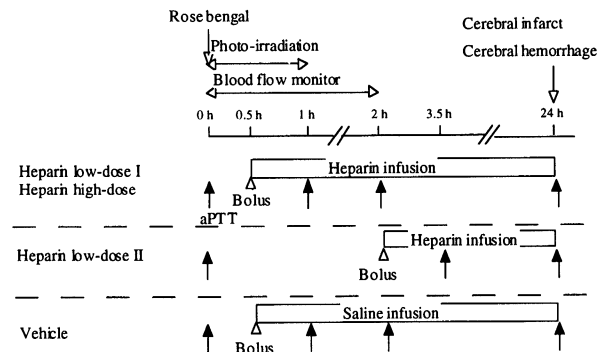 Rose bengal
Cerebral infarct
Photo-irradiation
Cerebral hemorrhage
Blood flow monitor
0 h 0.5 h 1 h 2 h 3.5 h 24 h
Heparin low-dose I
Heparin infusion
Heparin high-dose
Bolus
aPTT
Heparin infusion
Heparin low-dose II
Bolus
Saline infusion
Vehicle
Bolus